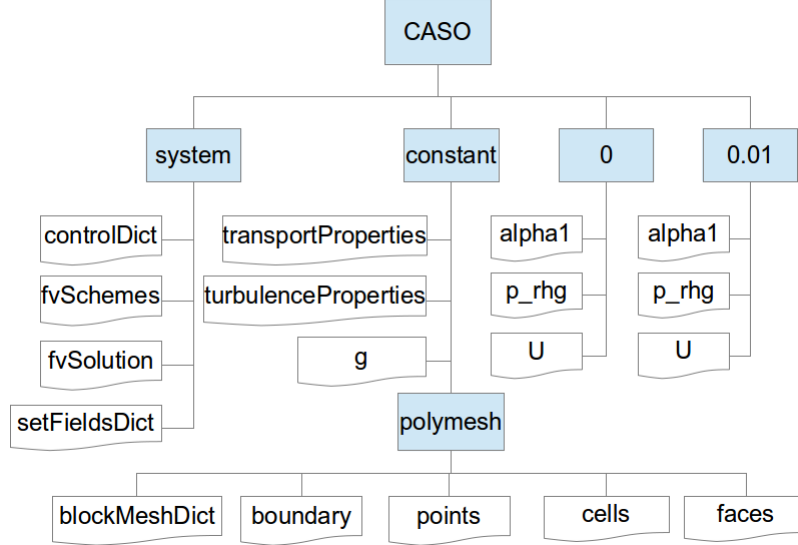 CASO
system
constant
0
0.01
controlDict
transportProperties
alpha1
alpha1
fvSchemes
turbulenceProperties
p_rhg
p_rhg
fvSolution
g
U
U
setFieldsDict
polymesh
blockMeshDict
boundary
points
cells
faces